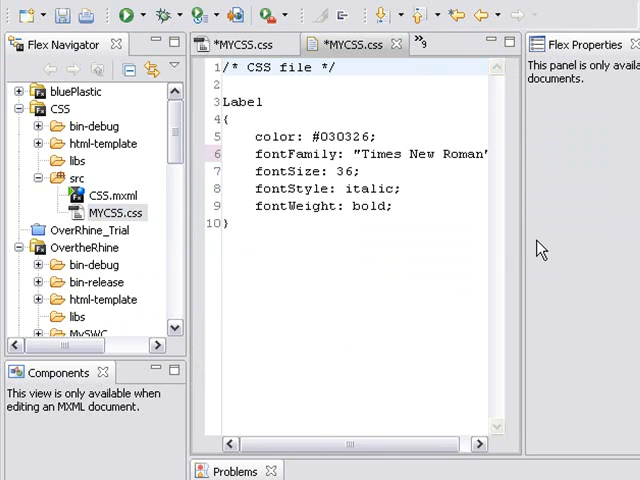 Flex Navigator
bluePlastic
CSS
bin-debug
html-template
libs
src
CSS.mxml
MYCSS.css
OverRhine_Trial
OvertheRhine
bin-debug
bin-release
html-template
libs
MySWC
Components
This view is only available when
editing an MXML document.
*MYCSS.css
*MYCSS.css
»9
1 /* CSS file */
2
3 Label
4 {
5 color: #030326;
6 fontFamily: "Times New Roman"
7 fontSize: 36;
8 fontStyle: italic;
9 fontWeight: bold;
10 }
Problems
Flex Properties
This panel is only availa
documents.